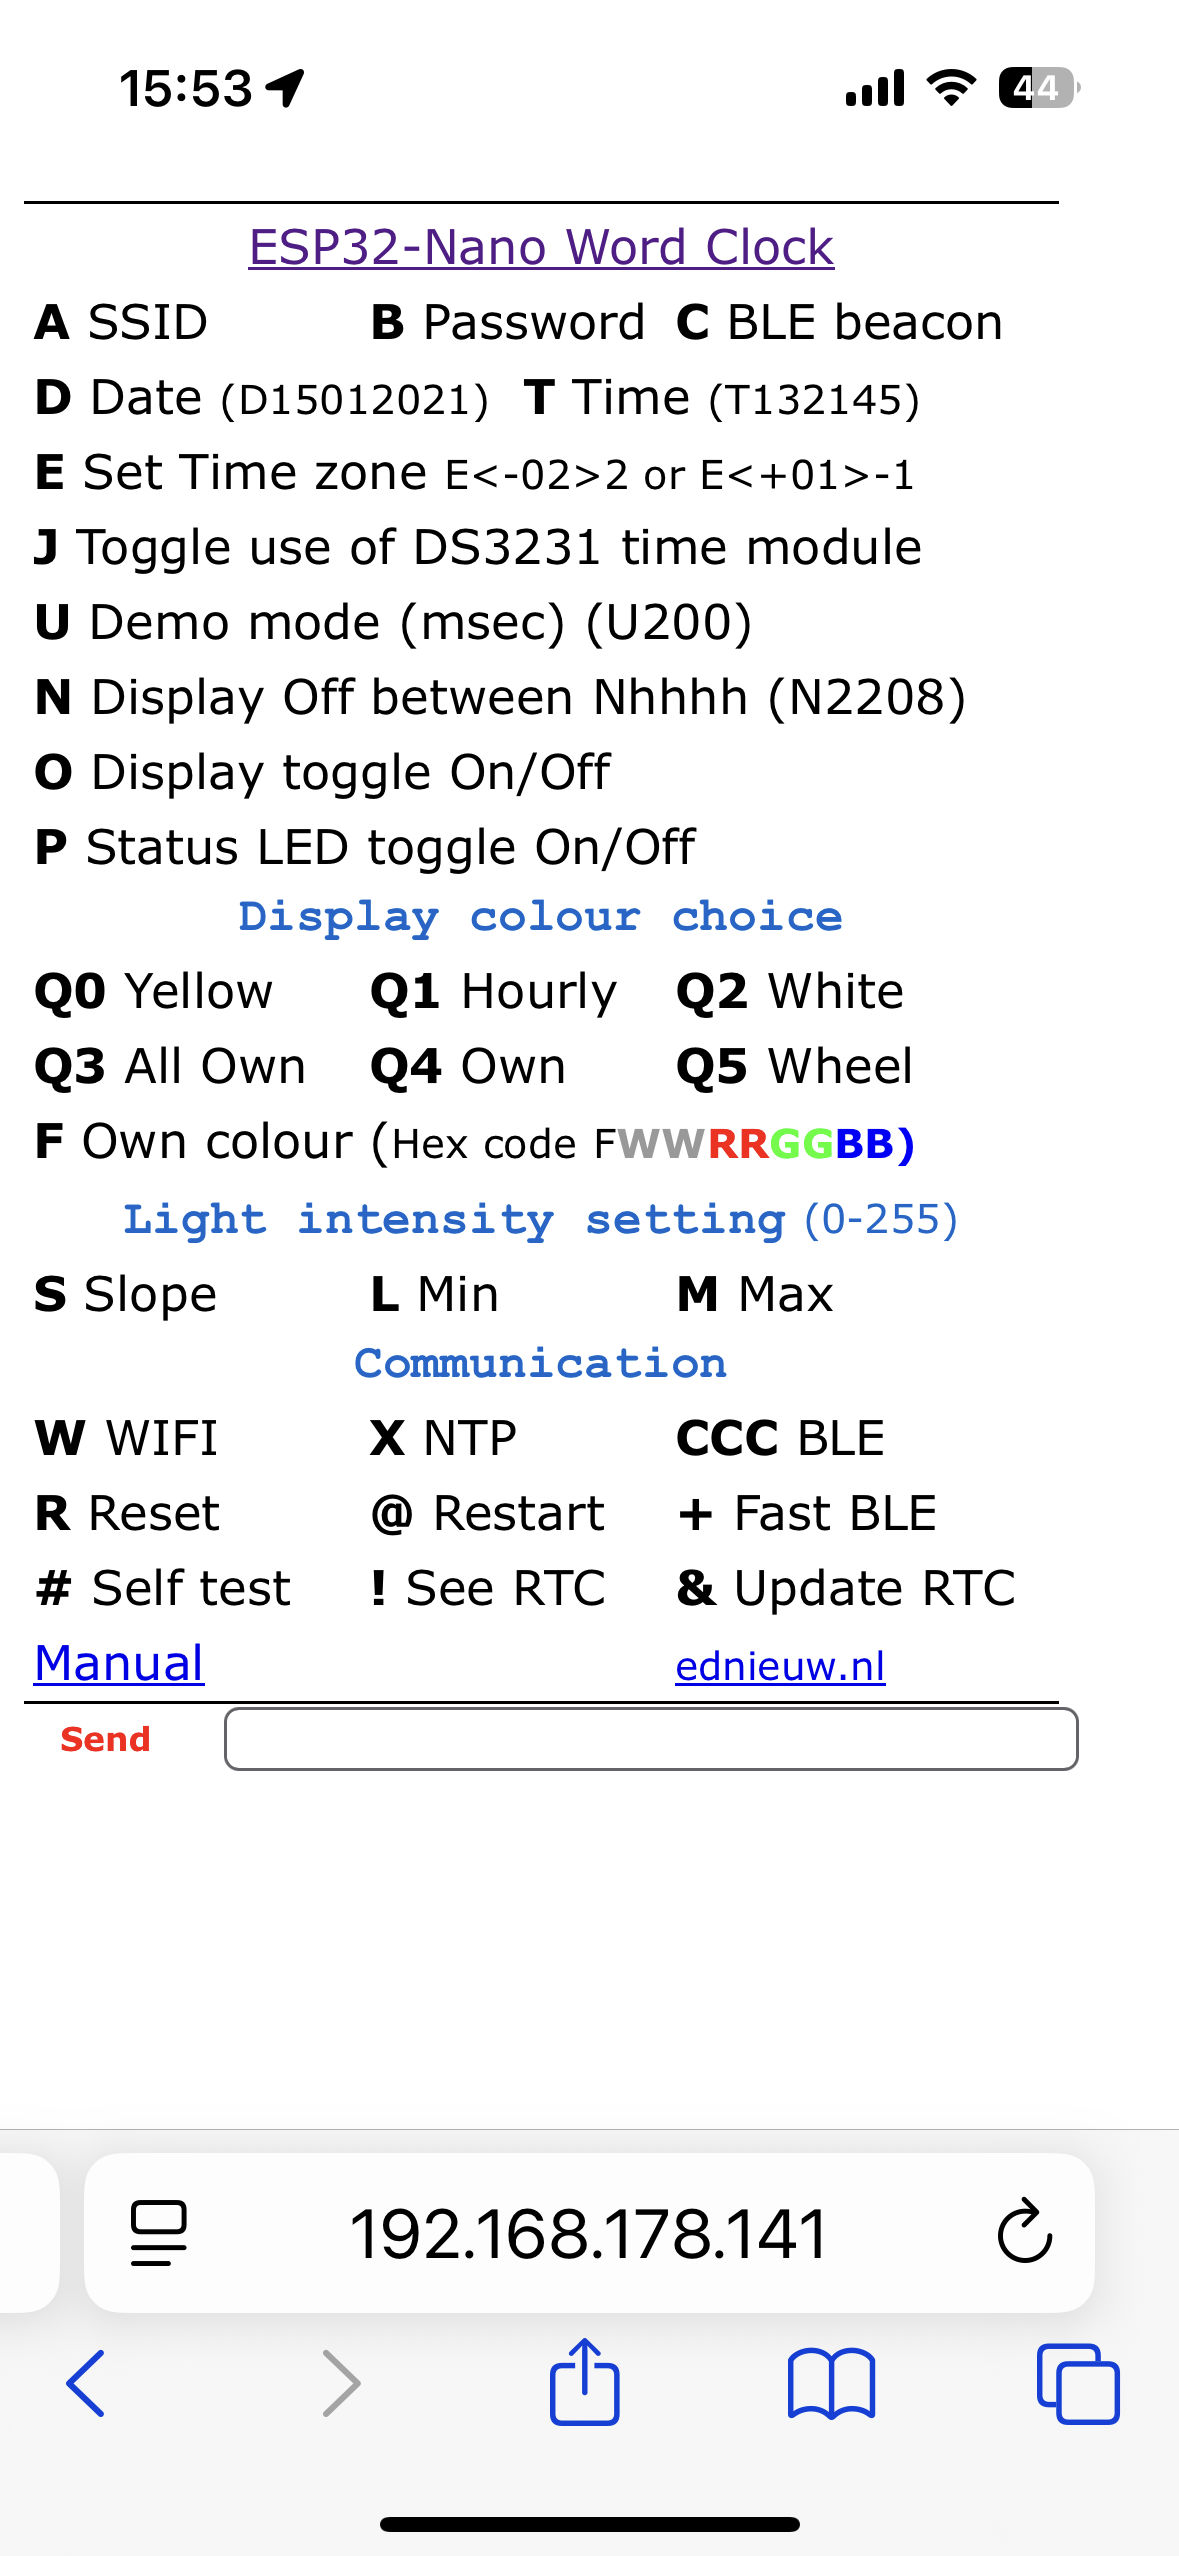 15:53
44
ESP32-Nano Word Clock
A SSID B Password C BLE beacon
D Date (D15012021) T Time (T132145)
E Set Time zone E<-02>2 or E<+01>-1
J Toggle use of DS3231 time module
U Demo mode (msec) (U200)
N Display Off between Nhhhh (N2208)
O Display toggle On/Off
P Status LED toggle On/Off
Display colour choice
Q0 Yellow Q1 Hourly Q2 White
Q3 All Own Q4 Own Q5 Wheel
F Own colour (Hex code FWWRRGGBB)
Light intensity setting (0-255)
S Slope L Min M Max
Communication
W WIFI X NTP CCC BLE
R Reset @ Restart + Fast BLE
# Self test ! See RTC & Update RTC
Manual ednieuw.nl
Send
192.168.178.141